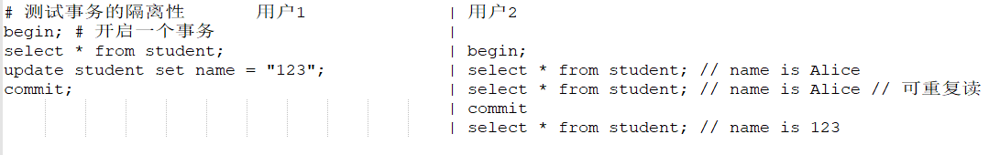 # 测试事务的隔离性 用户1 | 用户2
begin; # 开启一个事务 |
select * from student; | begin;
update student set name = "123"; | select * from student; // name is Alice
commit; | select * from student; // name is Alice // 可重复读
| commit
| select * from student; // name is 123